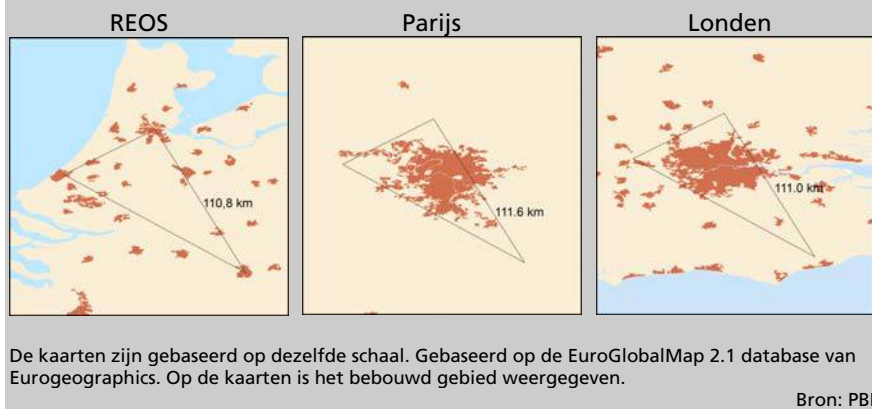 REOS
Parijs
Londen
110,8 km
111.6 km
111.0 km
De kaarten zijn gebaseerd op dezelfde schaal. Gebaseerd op de EuroGlobalMap 2.1 database van
Eurogeographics. Op de kaarten is het bebouwd gebied weergegeven.
Bron: PBL